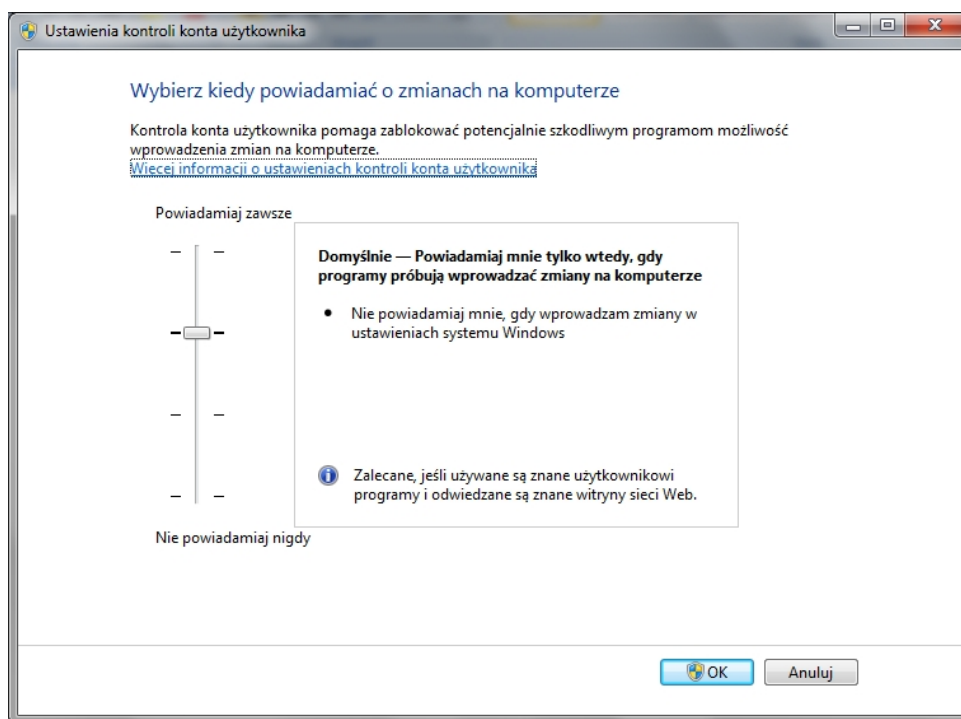 Ustawienia kontroli konta użytkownika
Wybierz kiedy powiadamiać o zmianach na komputerze
Kontrola konta użytkownika pomaga zablokować potencjalnie szkodliwym programom możliwość
wprowadzenia zmian na komputerze.
Więcej informacji o ustawieniach kontroli konta użytkownika
Powiadamiaj zawsze
Domyślnie — Powiadamiaj mnie tylko wtedy, gdy
programy próbują wprowadzać zmiany na komputerze
• Nie powiadamiaj mnie, gdy wprowadzam zmiany w
ustawieniach systemu Windows
Zalecane, jeśli używane są znane użytkownikowi
programy i odwiedzane są znane witryny sieci Web.
Nie powiadamiaj nigdy
OK
Anuluj